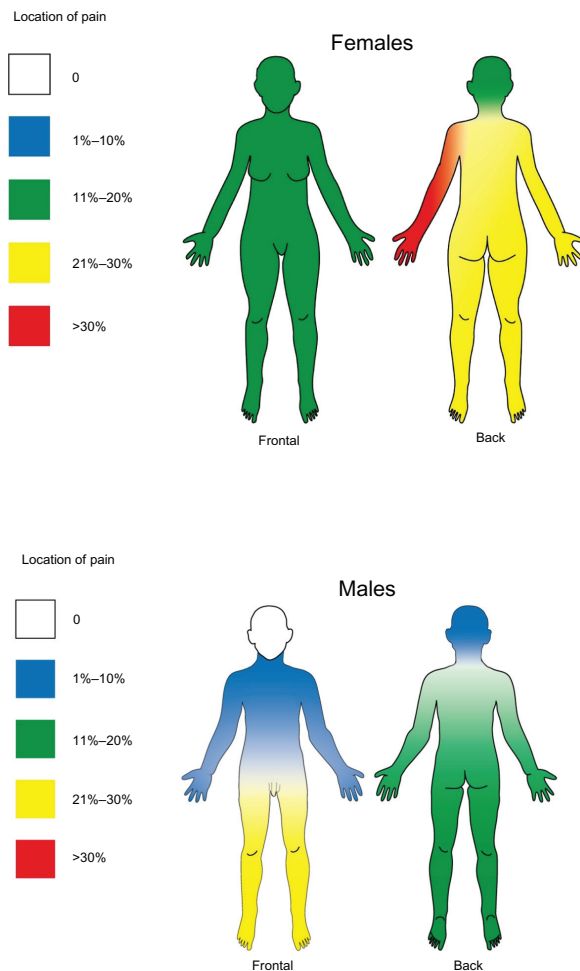 Location of pain
Females
0
1%–10%
11%–20%
21%–30%
>30%
Frontal
Back
Location of pain
Males
0
1%–10%
11%–20%
21%–30%
>30%
Frontal
Back